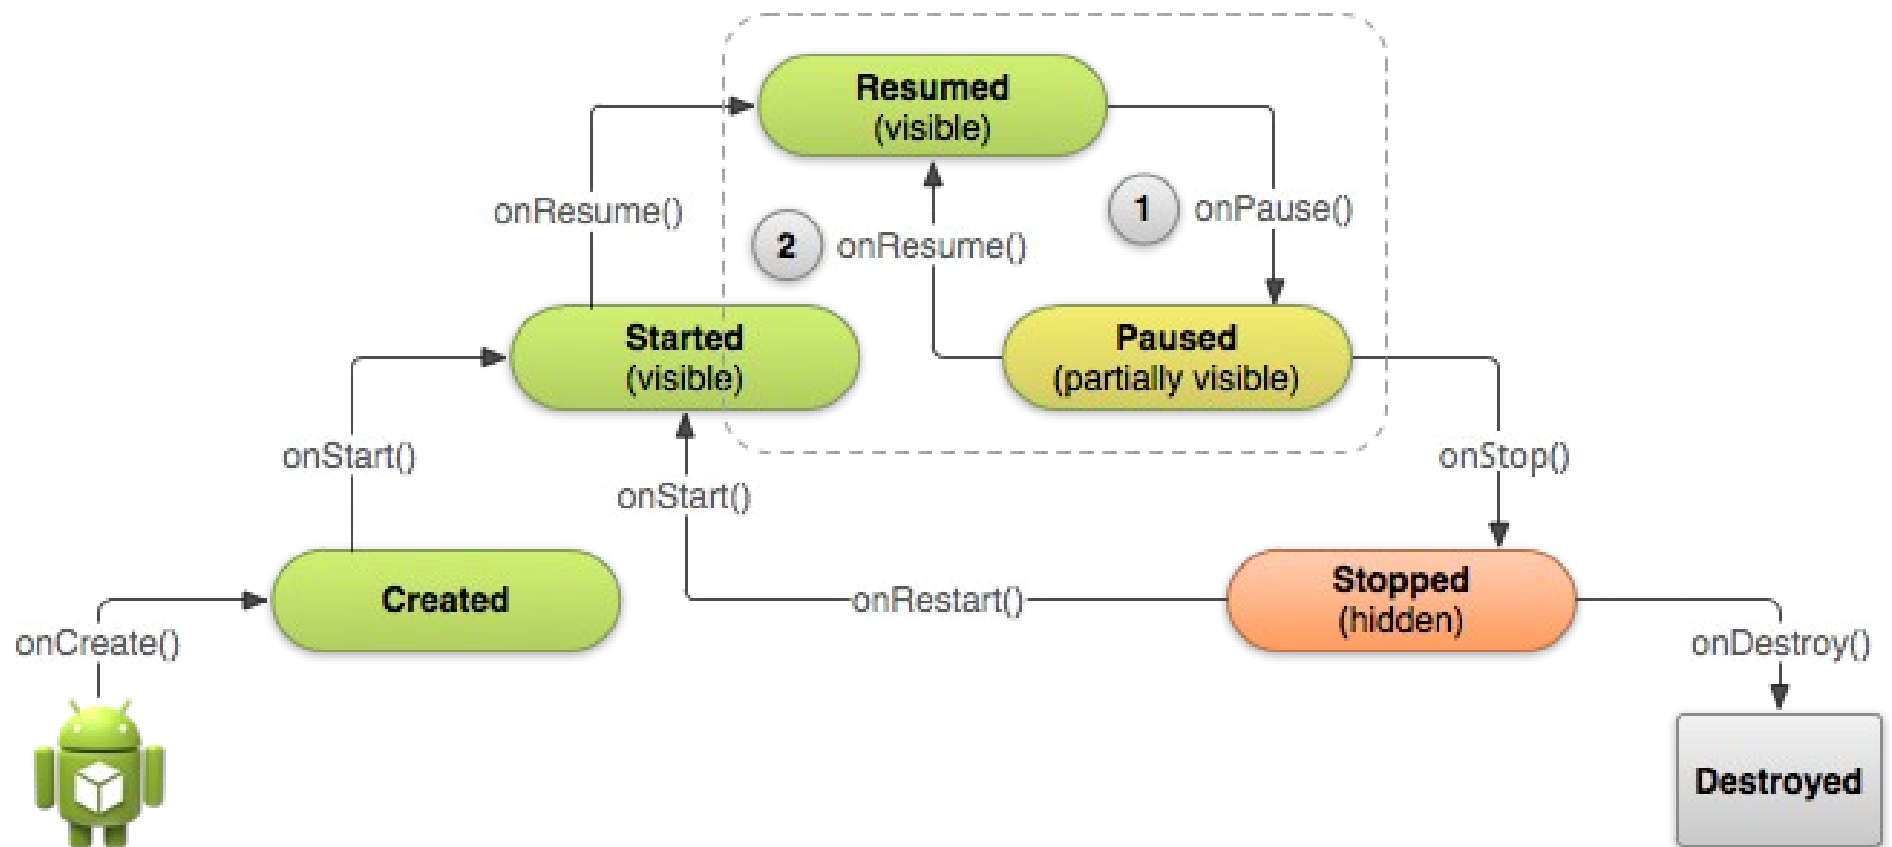 Resumed
(visible)
onResume()
2
onResume()
1
onPause()
Started
(visible)
Paused
(partially visible)
onStart()
onStart()
onStop()
Created
onRestart()
Stopped
(hidden)
onCreate()
onDestroy()
Destroyed